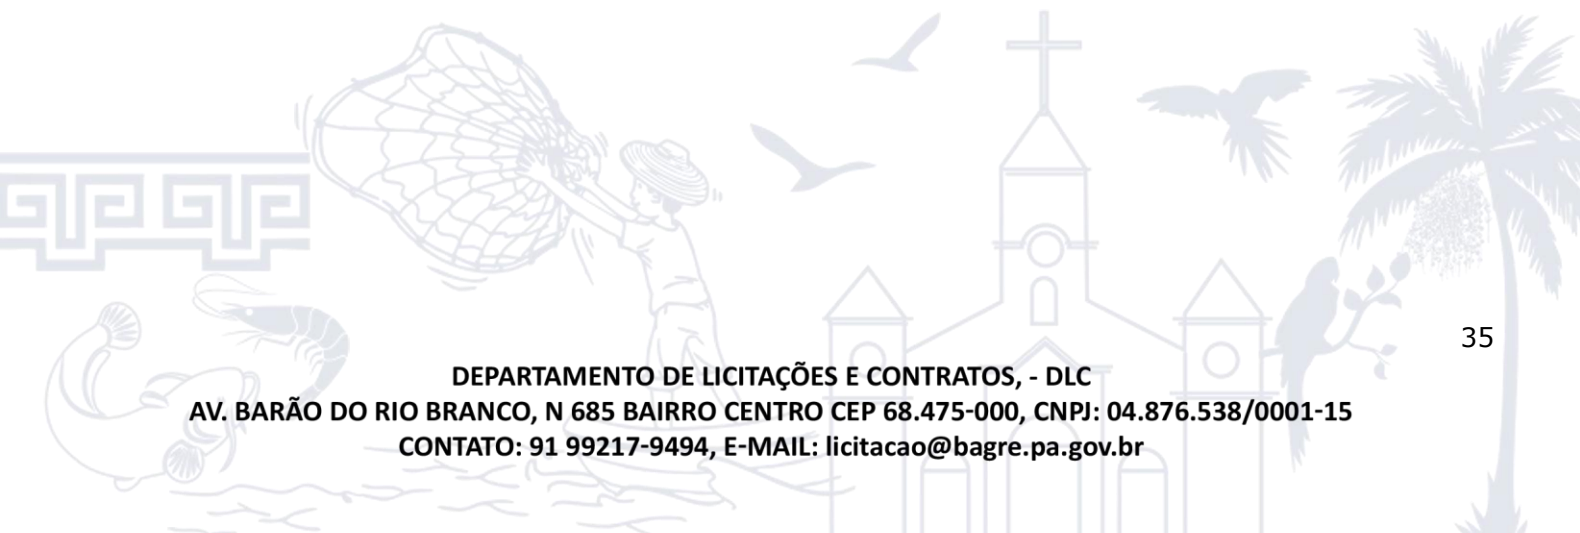 35
DEPARTAMENTO DE LICITAÇÕES E CONTRATOS, - DLC
AV. BARÃO DO RIO BRANCO, N 685 BAIRRO CENTRO CEP 68.475-000, CNPJ: 04.876.538/0001-15
CONTATO: 91 99217-9494, E-MAIL: licitacao@bagre.pa.gov.br